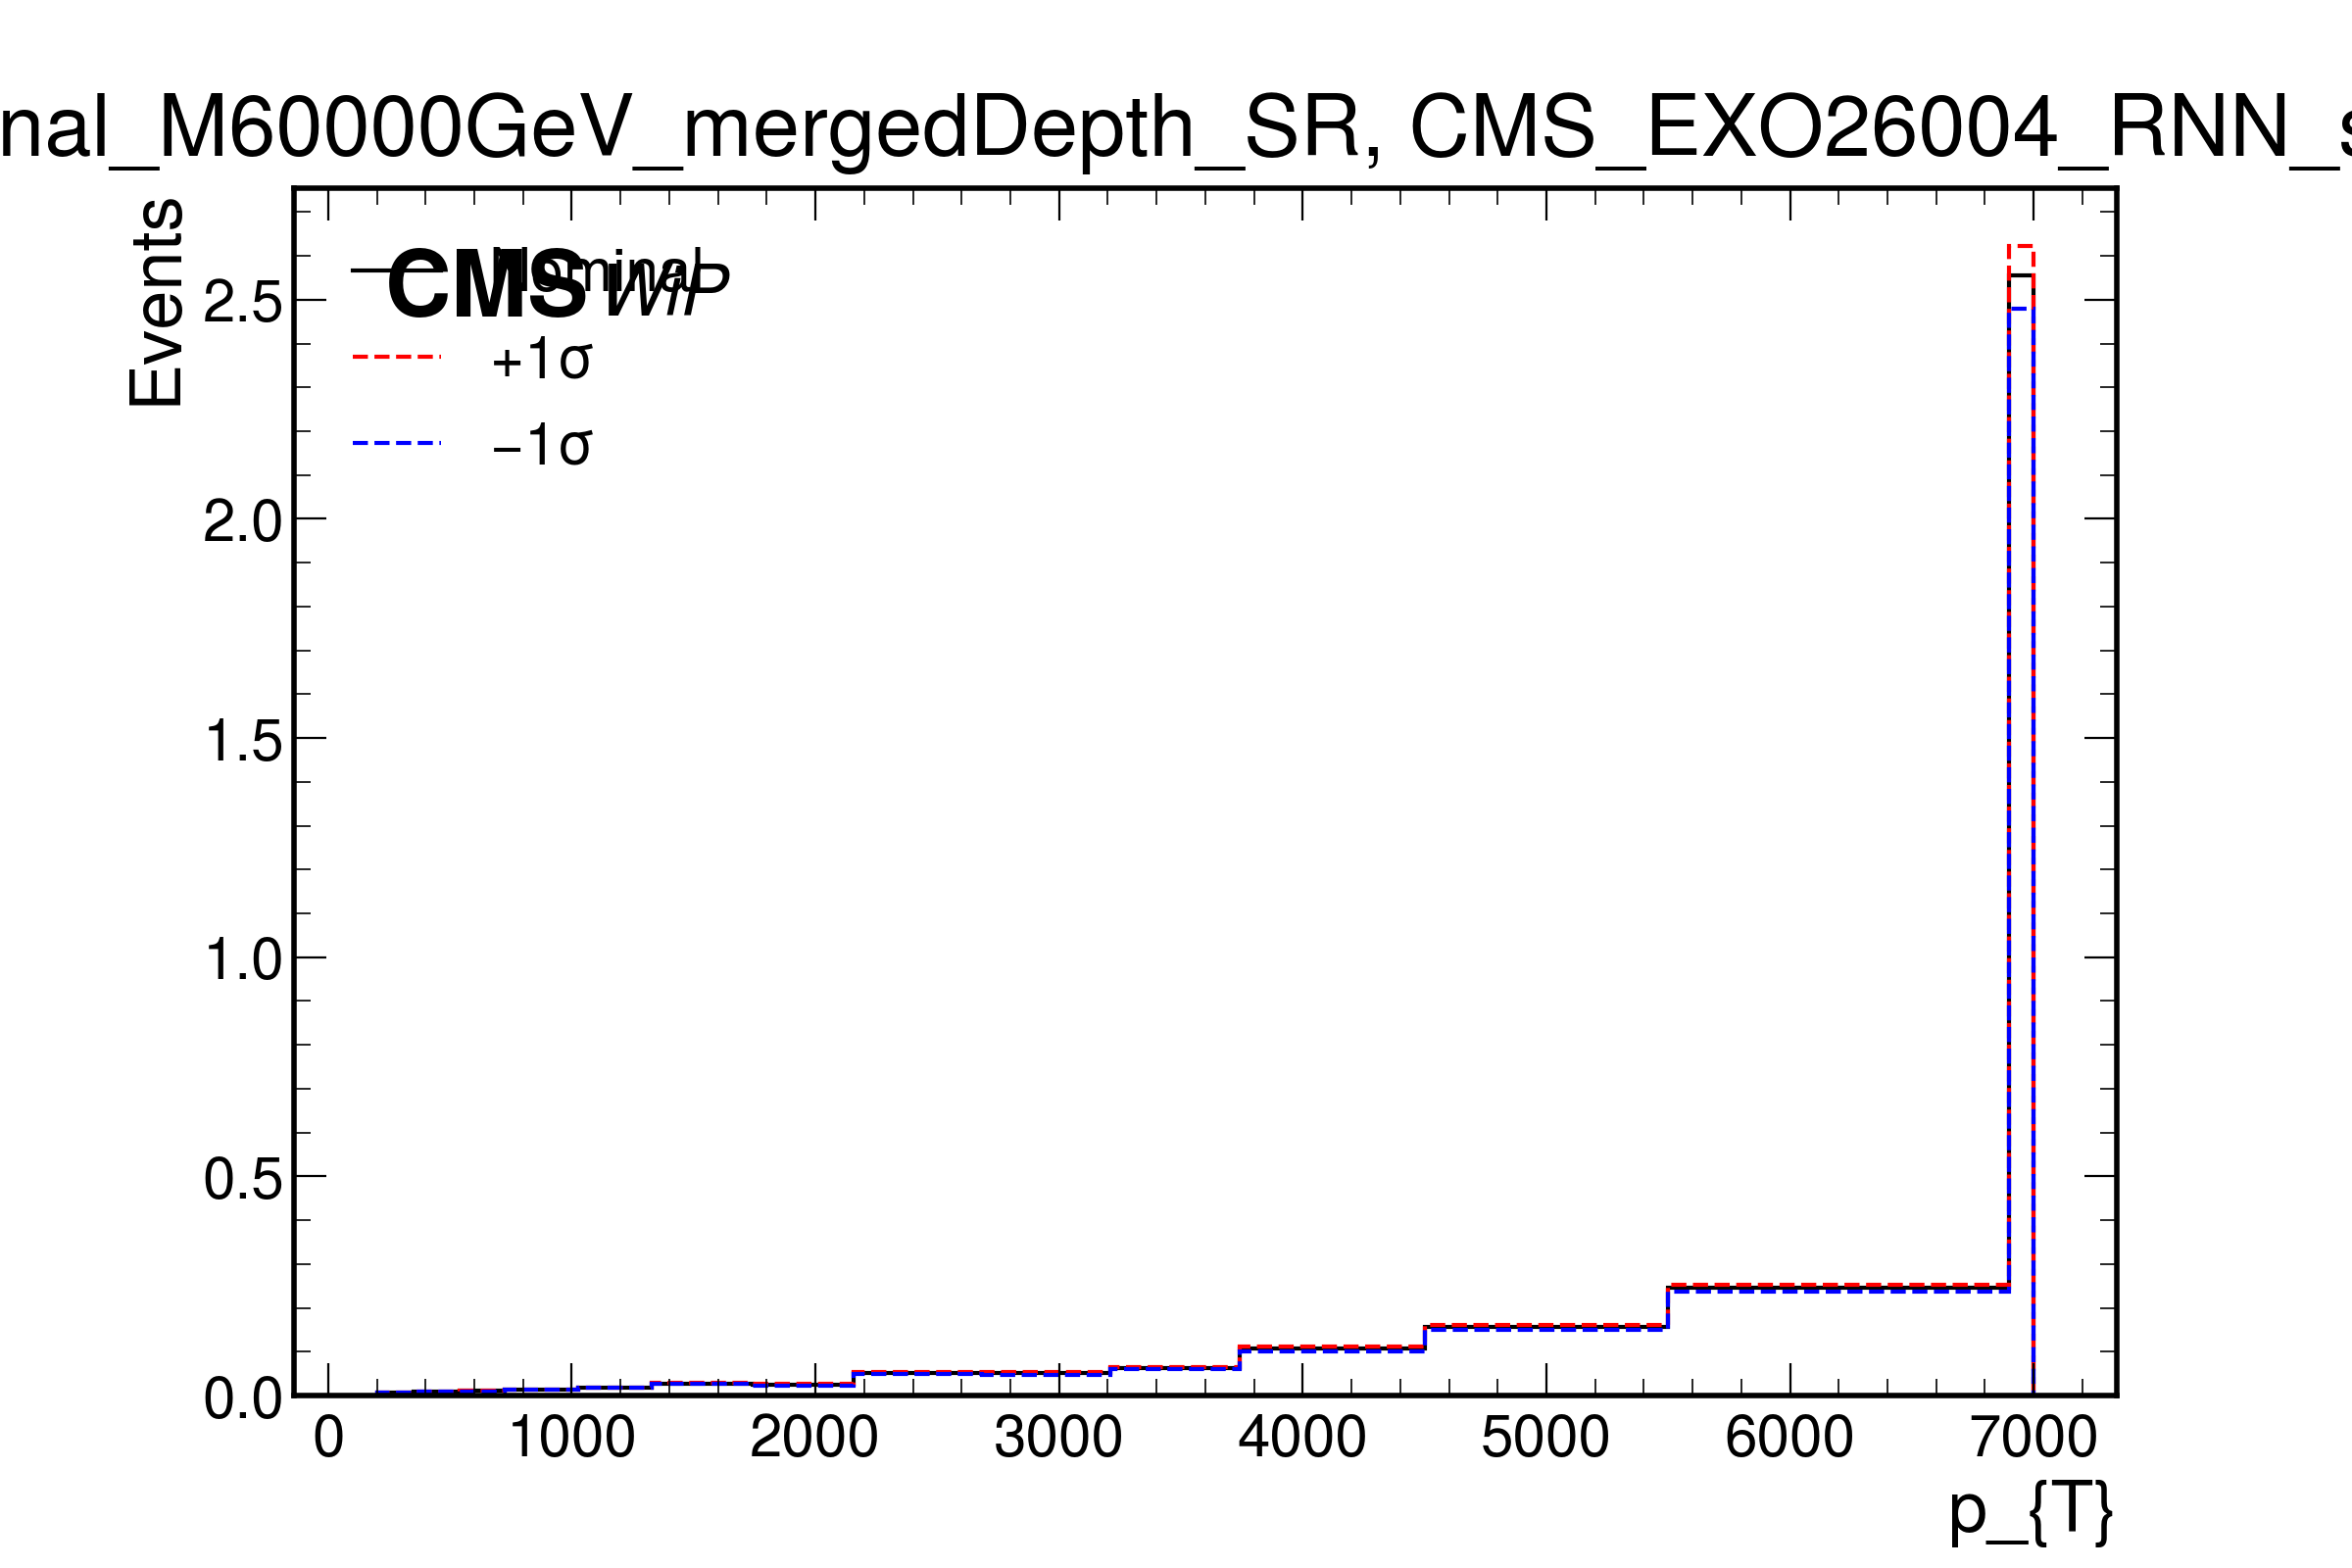 nal_M60000GeV_mergedDepth_SR, CMS_EXO26004_RNN_s
Events
CMS WiP
Nominal
+1σ
−1σ
2.5
2.0
1.5
1.0
0.5
0.0
0 1000 2000 3000 4000 5000 6000 7000
p_{T}